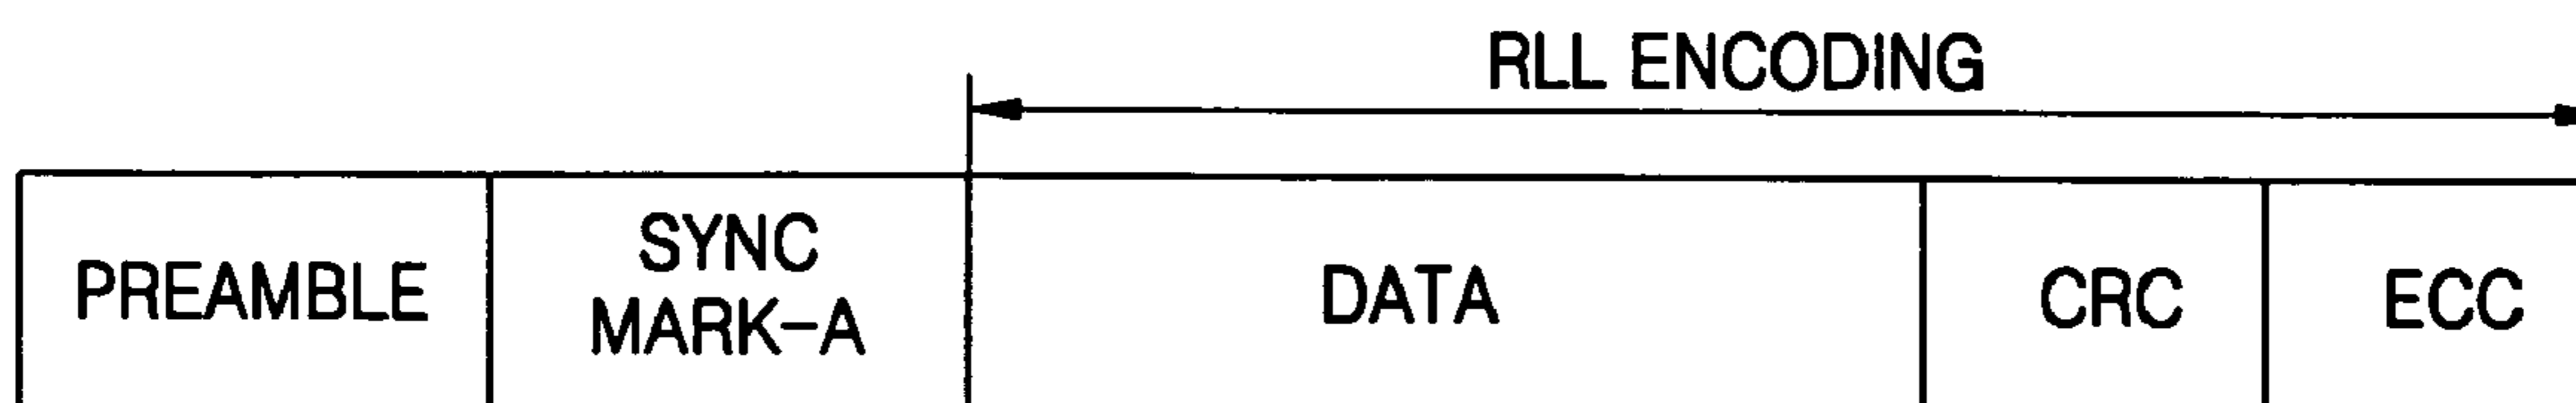 RLL ENCODING
PREAMBLE
SYNC
MARK-A
DATA
CRC
ECC